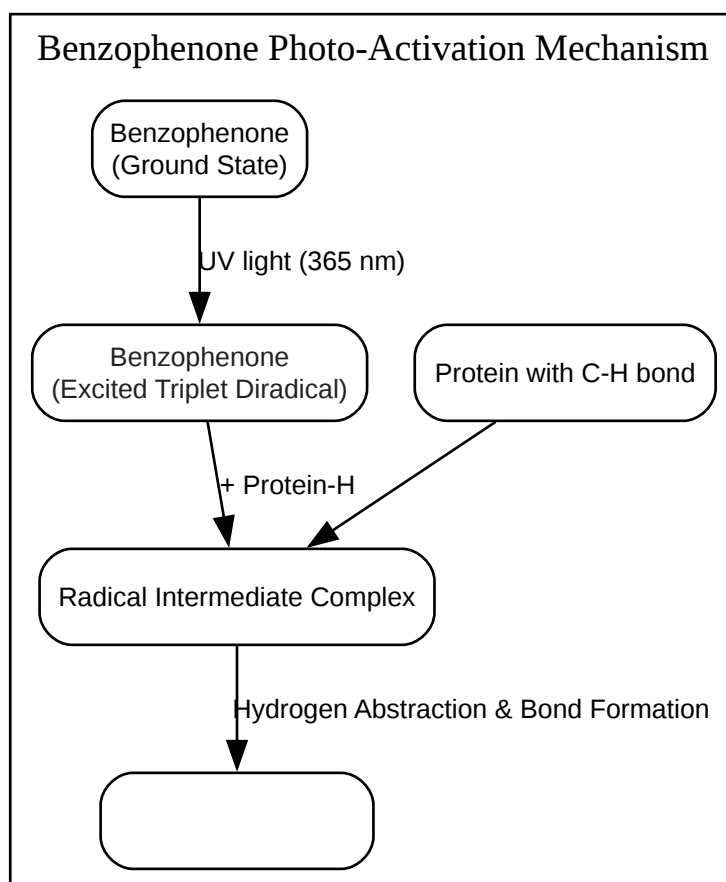 Benzophenone Photo-Activation Mechanism
Benzophenone
(Ground State)
UV light (365 nm)
Benzophenone
(Excited Triplet Diradical)
Protein with C-H bond
+ Protein-H
Radical Intermediate Complex
Hydrogen Abstraction & Bond Formation